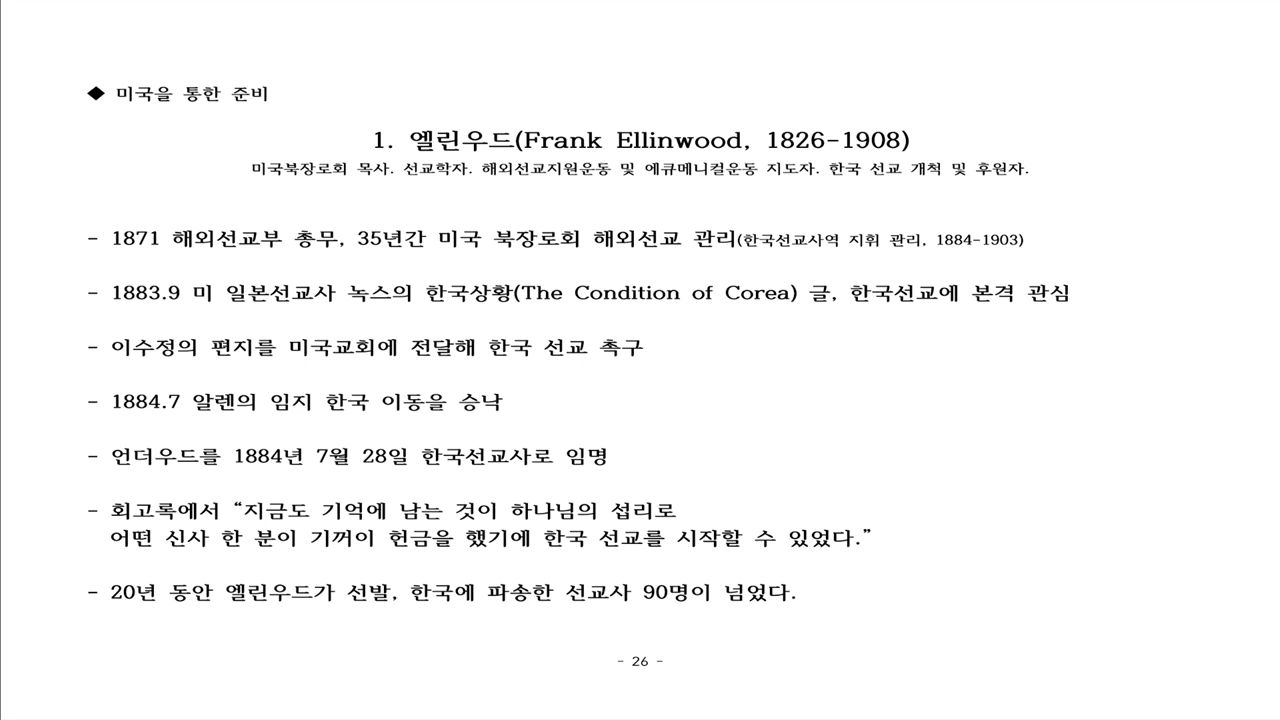 ◆ 미국을 통한 준비
1. 엘린우드(Frank Ellinwood, 1826-1908)
미국북장로회 목사. 선교학자. 해외선교지원운동 및 에큐메니컬운동 지도자. 한국 선교 개척 및 후원자.
- 1871 해외선교부 총무, 35년간 미국 북장로회 해외선교 관리(한국선교사역 지휘 관리, 1884-1903)
- 1883.9 미 일본선교사 녹스의 한국상황(The Condition of Corea) 글, 한국선교에 본격 관심
- 이수정의 편지를 미국교회에 전달해 한국 선교 촉구
- 1884.7 알렌의 임지 한국 이동을 승낙
- 언더우드를 1884년 7월 28일 한국선교사로 임명
- 회고록에서 “지금도 기억에 남는 것이 하나님의 섭리로
어떤 신사 한 분이 기꺼이 헌금을 했기에 한국 선교를 시작할 수 있었다.”
- 20년 동안 앨린우드가 선발, 한국에 파송한 선교사 90명이 넘었다.
- 26 -